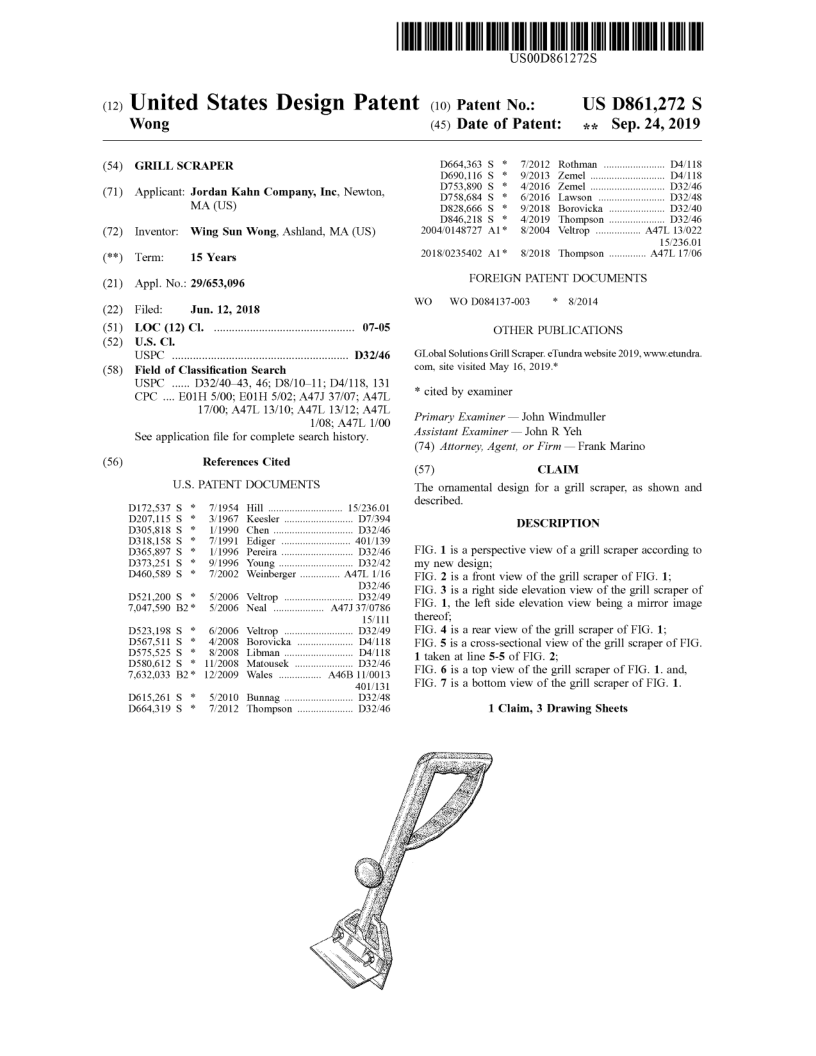 US00D861272S
(12) United States Design Patent
Wong
(10) Patent No.: US D861,272 S
(45) Date of Patent: ** Sep. 24, 2019
(54) GRILL SCRAPER
(71) Applicant: Jordan Kahn Company, Inc, Newton,
MA (US)
(72) Inventor: Wing Sun Wong, Ashland, MA (US)
(**) Term: 15 Years
(21) Appl. No.: 29/653,096
(22) Filed: Jun. 12, 2018
(51) LOC (12) Cl. ................................................ 07-05
(52) U.S. Cl.
USPC ............................................................ D32/46
(58) Field of Classification Search
USPC ...... D32/40–43, 46; D8/10–11; D4/118, 131
CPC .... E01H 5/00; E01H 5/02; A47J 37/07; A47L
17/00; A47L 13/10; A47L 13/12; A47L
1/08; A47L 1/00
See application file for complete search history.
(56) References Cited
U.S. PATENT DOCUMENTS
D172,537 S * 7/1954 Hill ........................... 15/236.01
D207,115 S * 3/1967 Keesler ......................... D7/394
D305,818 S * 1/1990 Chen ............................. D32/46
D318,158 S * 7/1991 Ediger ......................... 401/139
D365,897 S * 1/1996 Pereira ........................... D32/46
D373,251 S * 9/1996 Young ........................... D32/42
D460,589 S * 7/2002 Weinberger .............. A47L 1/16
D32/46
D521,200 S * 5/2006 Veltrop ......................... D32/49
7,047,590 B2 * 5/2006 Neal .................. A47J 37/0786
15/111
D523,198 S * 6/2006 Veltrop ......................... D32/49
D567,511 S * 4/2008 Borovicka .................... D4/118
D575,525 S * 8/2008 Libman ........................ D4/118
D580,612 S * 11/2008 Matousek ..................... D32/46
7,632,033 B2 * 12/2009 Wales ............... A46B 11/0013
401/131
D615,261 S * 5/2010 Bunnag ......................... D32/48
D664,319 S * 7/2012 Thompson .................... D32/46
D664,363 S * 7/2012 Rothman ...................... D4/118
D690,116 S * 9/2013 Zemel ........................... D4/118
D753,890 S * 4/2016 Zemel ........................... D32/46
D758,684 S * 6/2016 Lawson ........................ D32/48
D828,666 S * 9/2018 Borovicka .................... D32/40
D846,218 S * 4/2019 Thompson .................... D32/46
2004/0148727 A1 * 8/2004 Veltrop ................ A47L 13/022
15/236.01
2018/0235402 A1 * 8/2018 Thompson ............. A47L 17/06
FOREIGN PATENT DOCUMENTS
WO WO D084137-003 * 8/2014
OTHER PUBLICATIONS
GLobal Solutions Grill Scraper. eTundra website 2019, www.etundra.
com, site visited May 16, 2019.*
* cited by examiner
Primary Examiner — John Windmuller
Assistant Examiner — John R Yeh
(74) Attorney, Agent, or Firm — Frank Marino
(57) CLAIM
The ornamental design for a grill scraper, as shown and
described.
DESCRIPTION
FIG. 1 is a perspective view of a grill scraper according to
my new design;
FIG. 2 is a front view of the grill scraper of FIG. 1;
FIG. 3 is a right side elevation view of the grill scraper of
FIG. 1, the left side elevation view being a mirror image
thereof;
FIG. 4 is a rear view of the grill scraper of FIG. 1;
FIG. 5 is a cross-sectional view of the grill scraper of FIG.
1 taken at line 5-5 of FIG. 2;
FIG. 6 is a top view of the grill scraper of FIG. 1. and,
FIG. 7 is a bottom view of the grill scraper of FIG. 1.
1 Claim, 3 Drawing Sheets